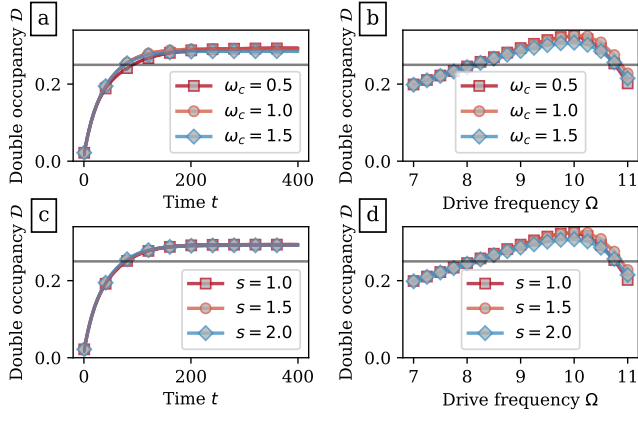 a
Double occupancy 𝒟
0.2
0.0
0
200
400
Time t
ω_c = 0.5
ω_c = 1.0
ω_c = 1.5
b
Double occupancy 𝒟
0.2
0.0
7
8
9
10
11
Drive frequency Ω
ω_c = 0.5
ω_c = 1.0
ω_c = 1.5
c
Double occupancy 𝒟
0.2
0.0
0
200
400
Time t
s = 1.0
s = 1.5
s = 2.0
d
Double occupancy 𝒟
0.2
0.0
7
8
9
10
11
Drive frequency Ω
s = 1.0
s = 1.5
s = 2.0